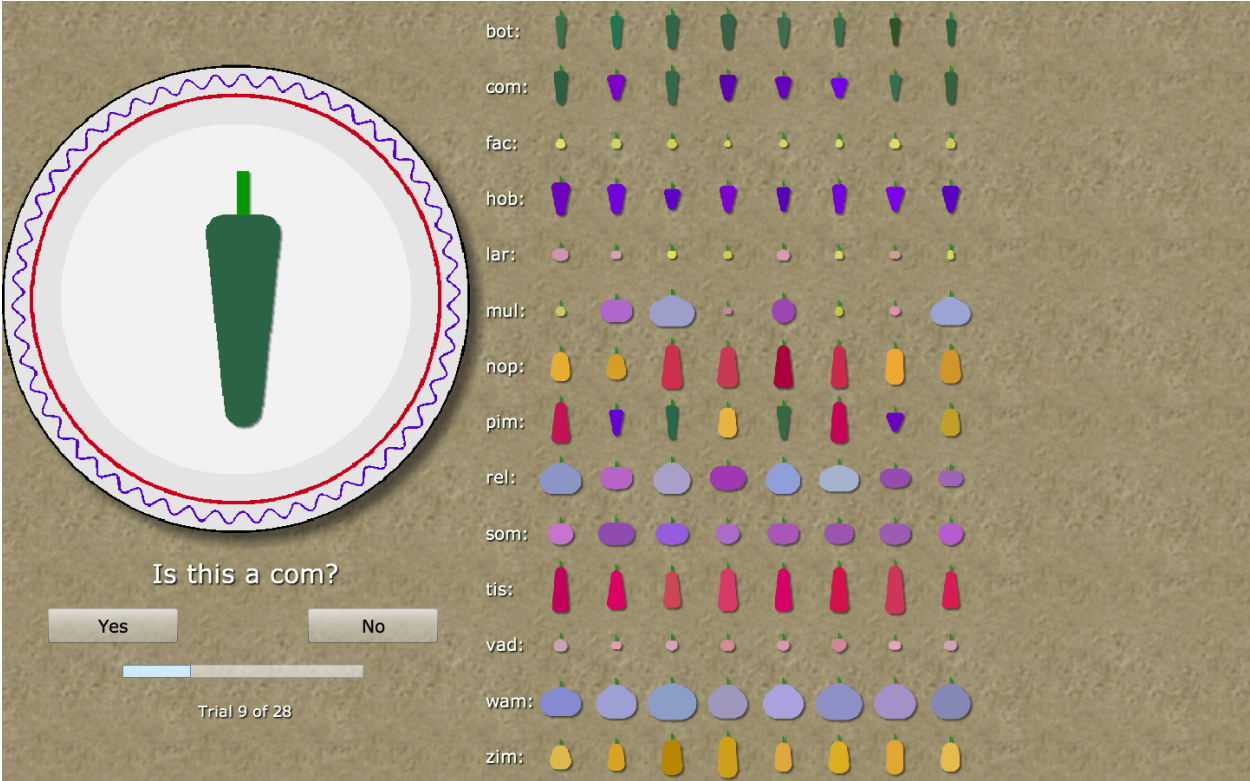 Is this a com?
Yes
No
Trial 9 of 28
bot:
com:
fac:
hob:
lar:
mul:
nop:
pim:
rel:
som:
tis:
vad:
wam:
zim: